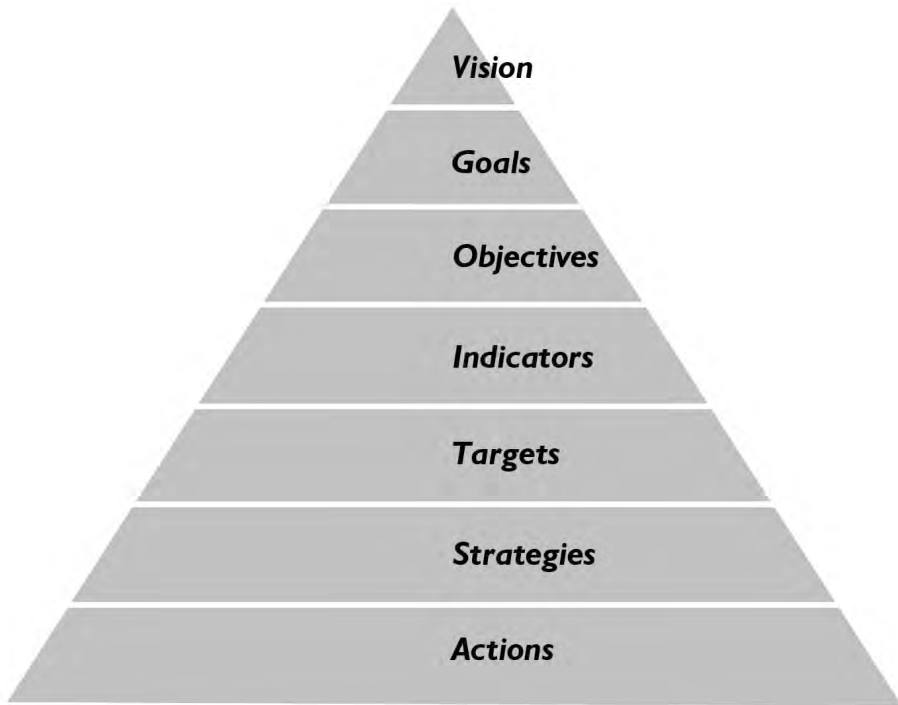 Vision
Goals
Objectives
Indicators
Targets
Strategies
Actions